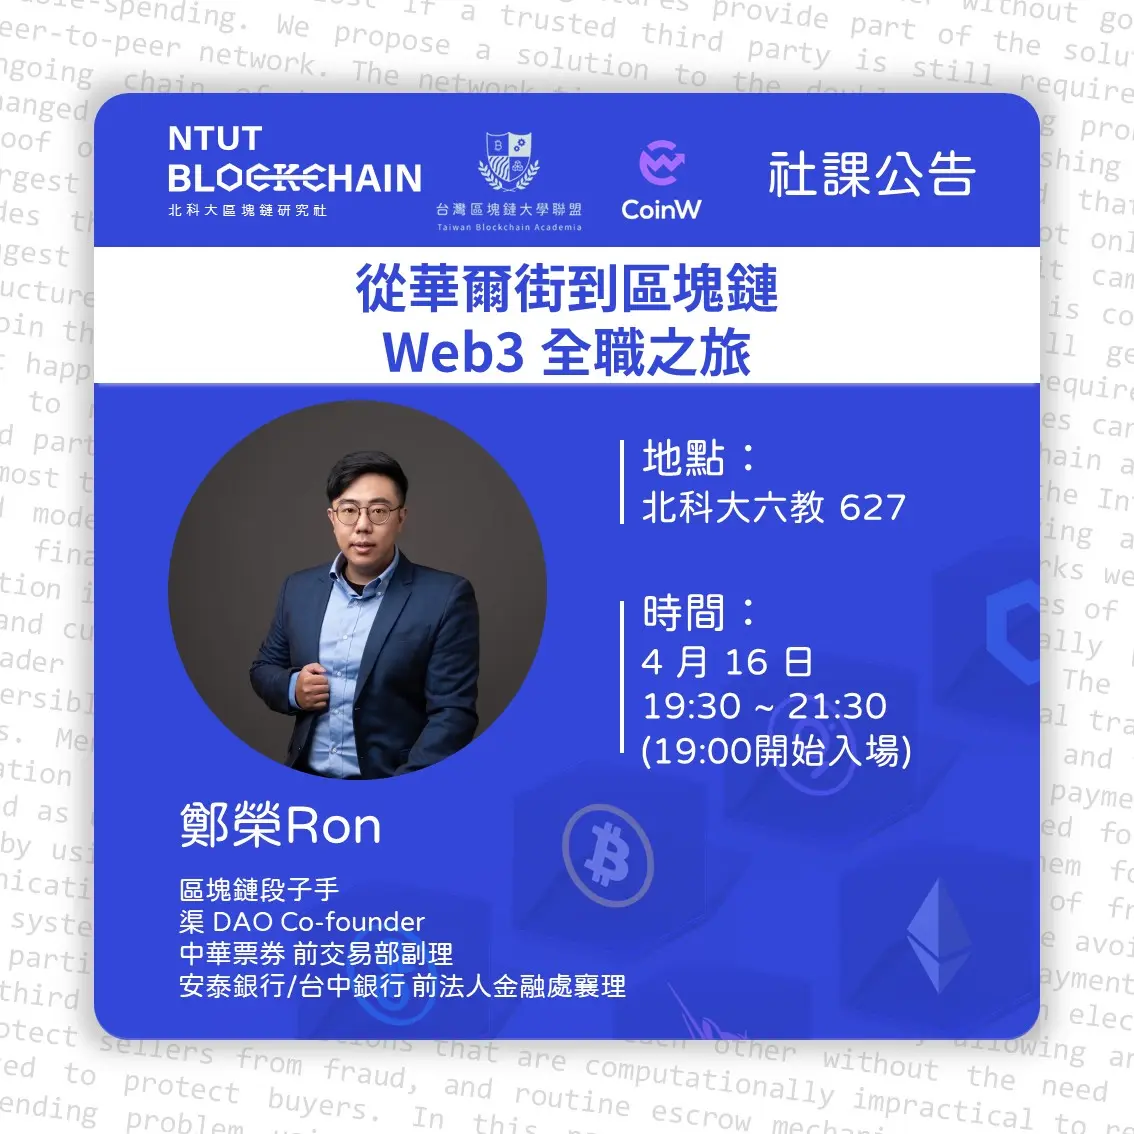 NTUT
BLOCKCHAIN
北科大區塊鏈研究社
台灣區塊鏈大學聯盟
Taiwan Blockchain Academia
CoinW
社課公告
從華爾街到區塊鏈
Web3 全職之旅
地點：
北科大六教 627
時間：
4 月 16 日
19:30 ~ 21:30
(19:00開始入場)
鄭榮Ron
區塊鏈段子手
渠 DAO Co-founder
中華票券 前交易部副理
安泰銀行/台中銀行 前法人金融處襄理